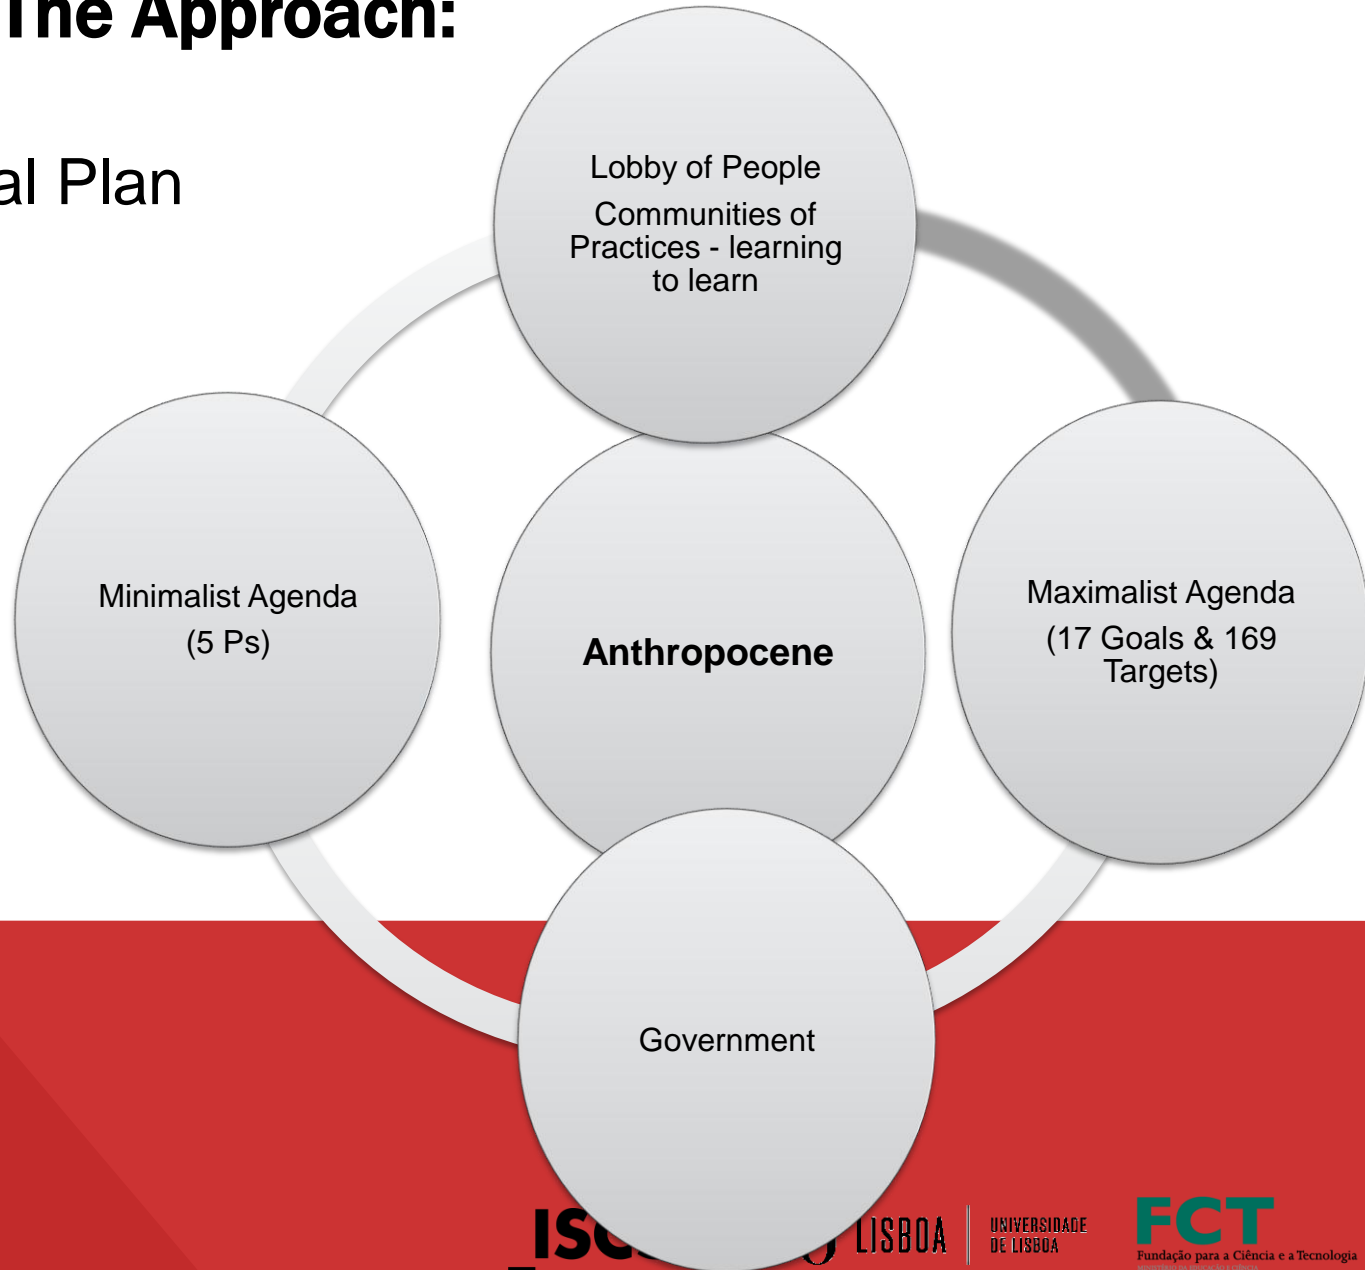 The Approach:
al Plan
Lobby of People
Communities of
Practices - learning
to learn
Minimalist Agenda
(5 Ps)
Anthropocene
Maximalist Agenda
(17 Goals & 169
Targets)
Government
LISBOA
UNIVERSIDADE
DE LISBOA
FCT
Fundação para a Ciência e a Tecnologia